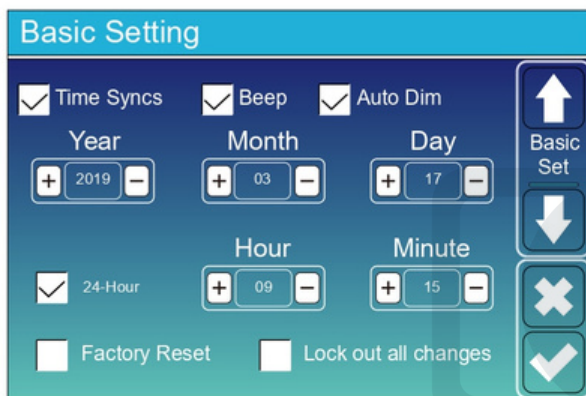 Basic Setting
Time Syncs Beep Auto Dim
Year Month Day
+ 2019 − + 03 − + 17 −
Basic
Set
Hour Minute
24-Hour + 09 − + 15 −
Factory Reset Lock out all changes